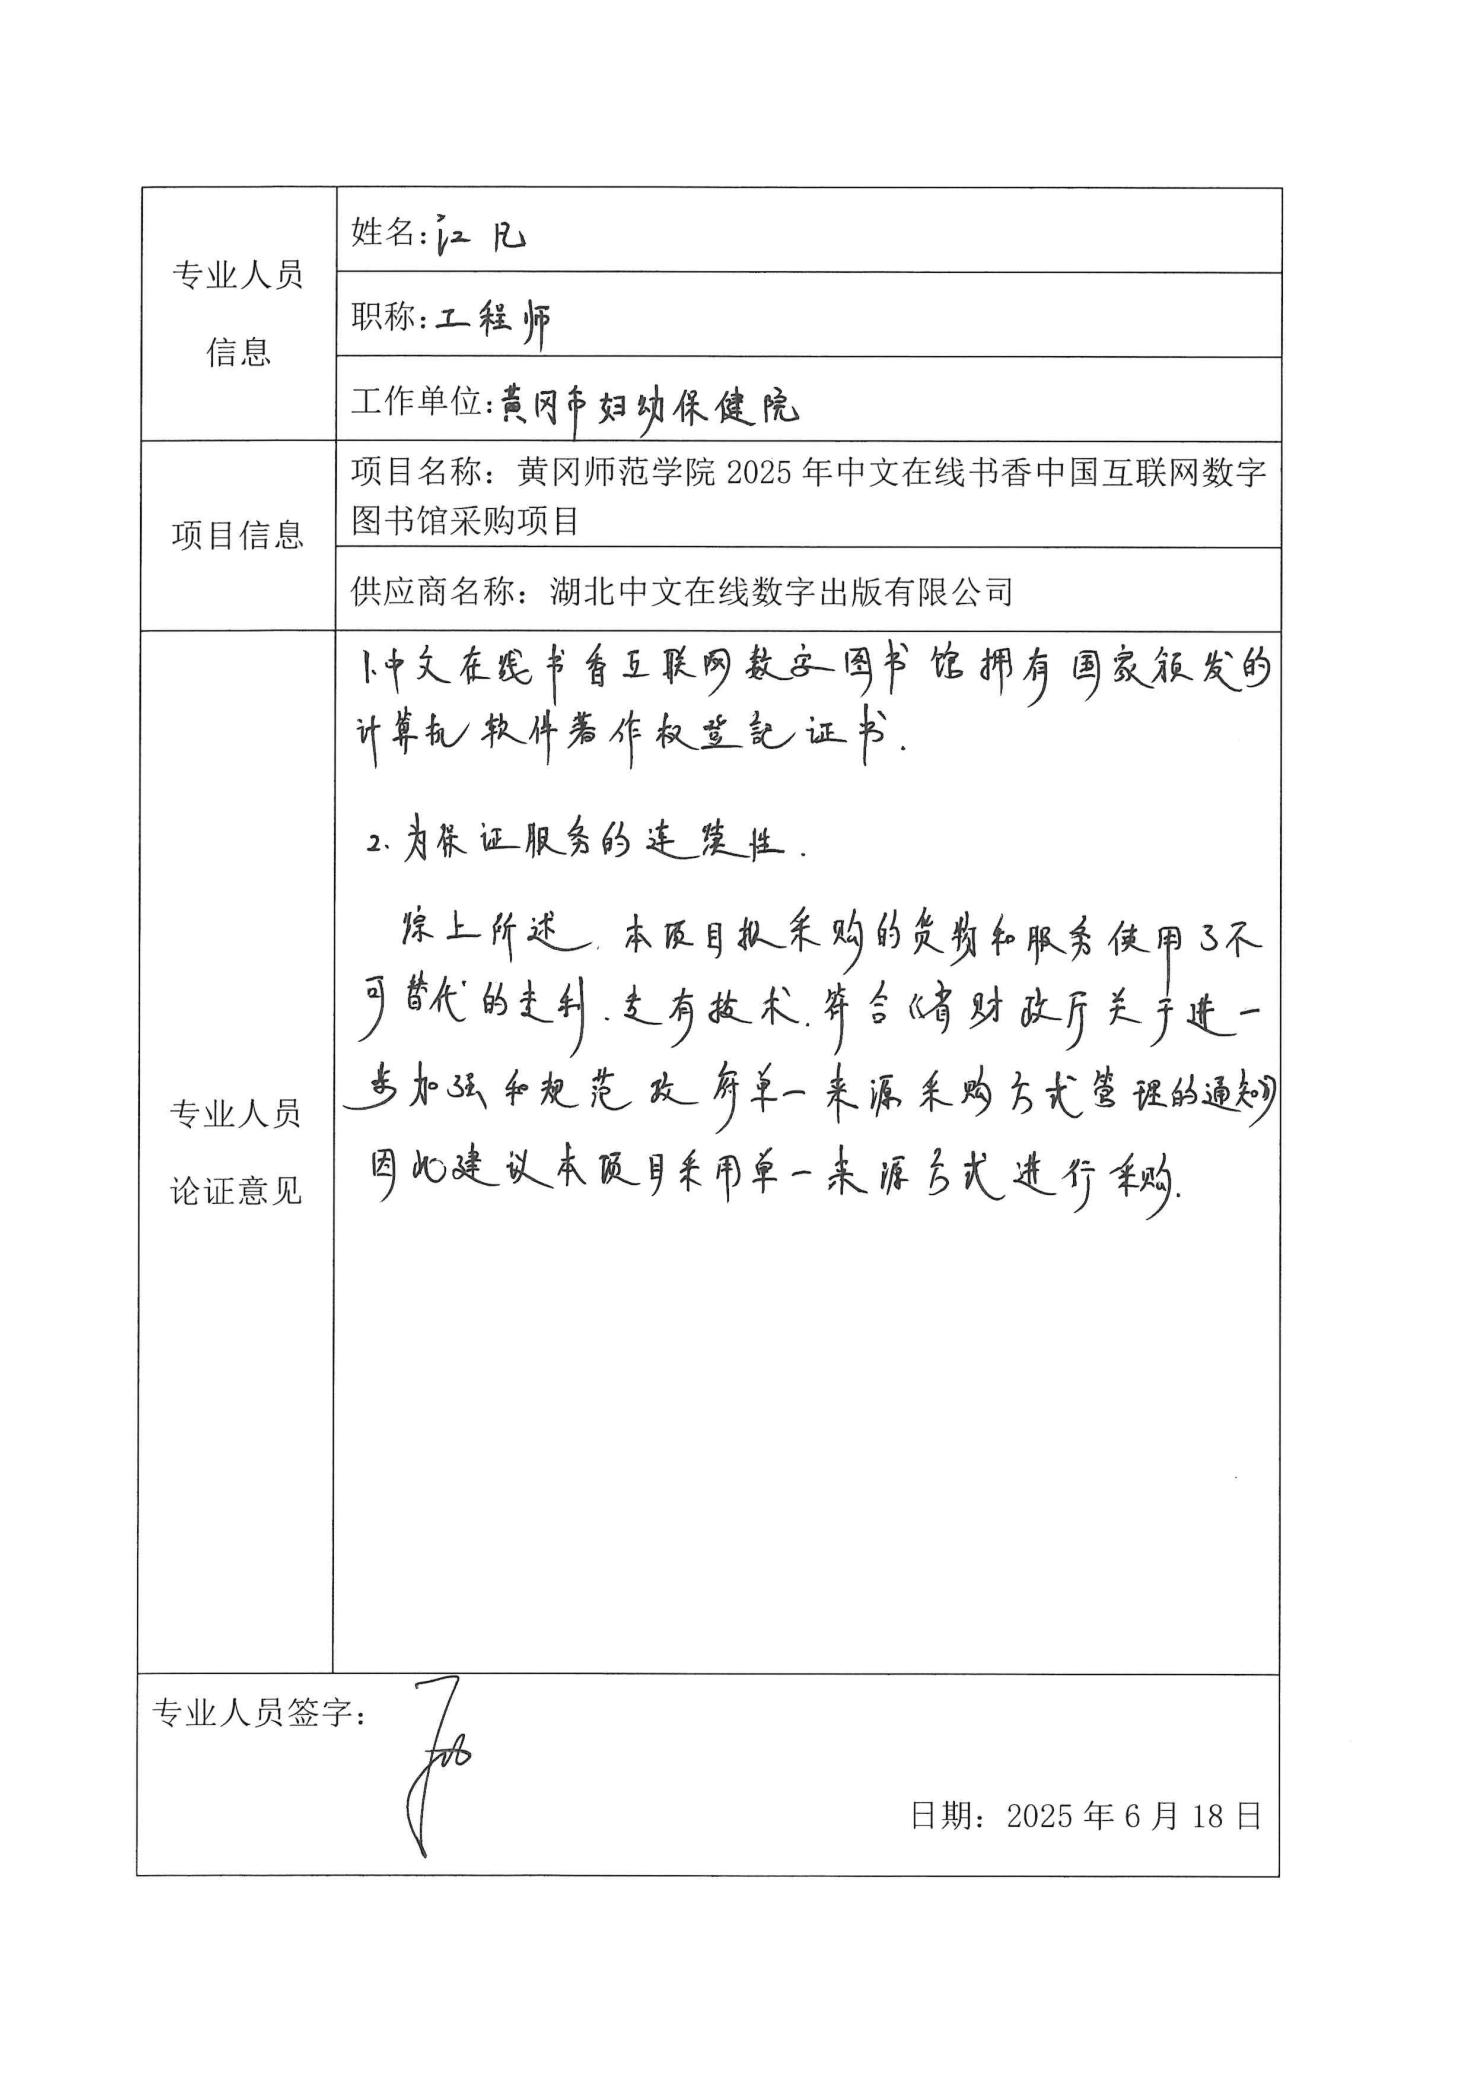 专业人员
信息
姓名:江凡
职称:工程师
工作单位:黄冈市妇幼保健院
项目信息
项目名称：黄冈师范学院2025年中文在线书香中国互联网数字
图书馆采购项目
供应商名称：湖北中文在线数字出版有限公司
专业人员
论证意见
1.中文在线书香互联网数字图书馆拥有国家颁发的
计算机软件著作权登记证书.
2.为保证服务的连续性.
综上所述、本项目拟采购的货物和服务使用了不
可替代的专利、专有技术.符合《省财政厅关于进一
步加强和规范政府单一来源采购方式管理的通知》
因此建议本项目采用单一来源方式进行采购.
专业人员签字：
日期：2025年6月18日